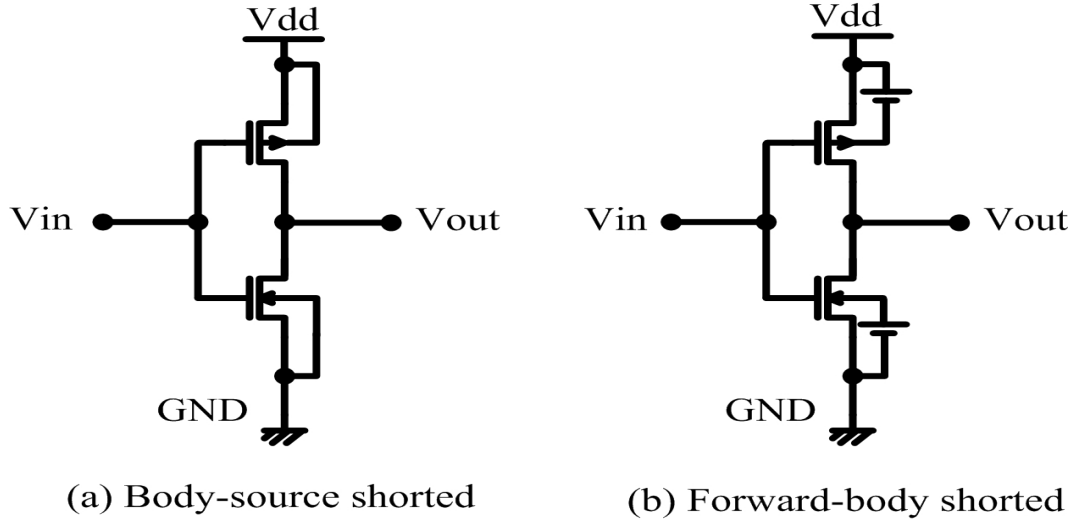 Vdd
Vin
Vout
GND
(a) Body-source shorted
Vdd
Vin
Vout
GND
(b) Forward-body shorted